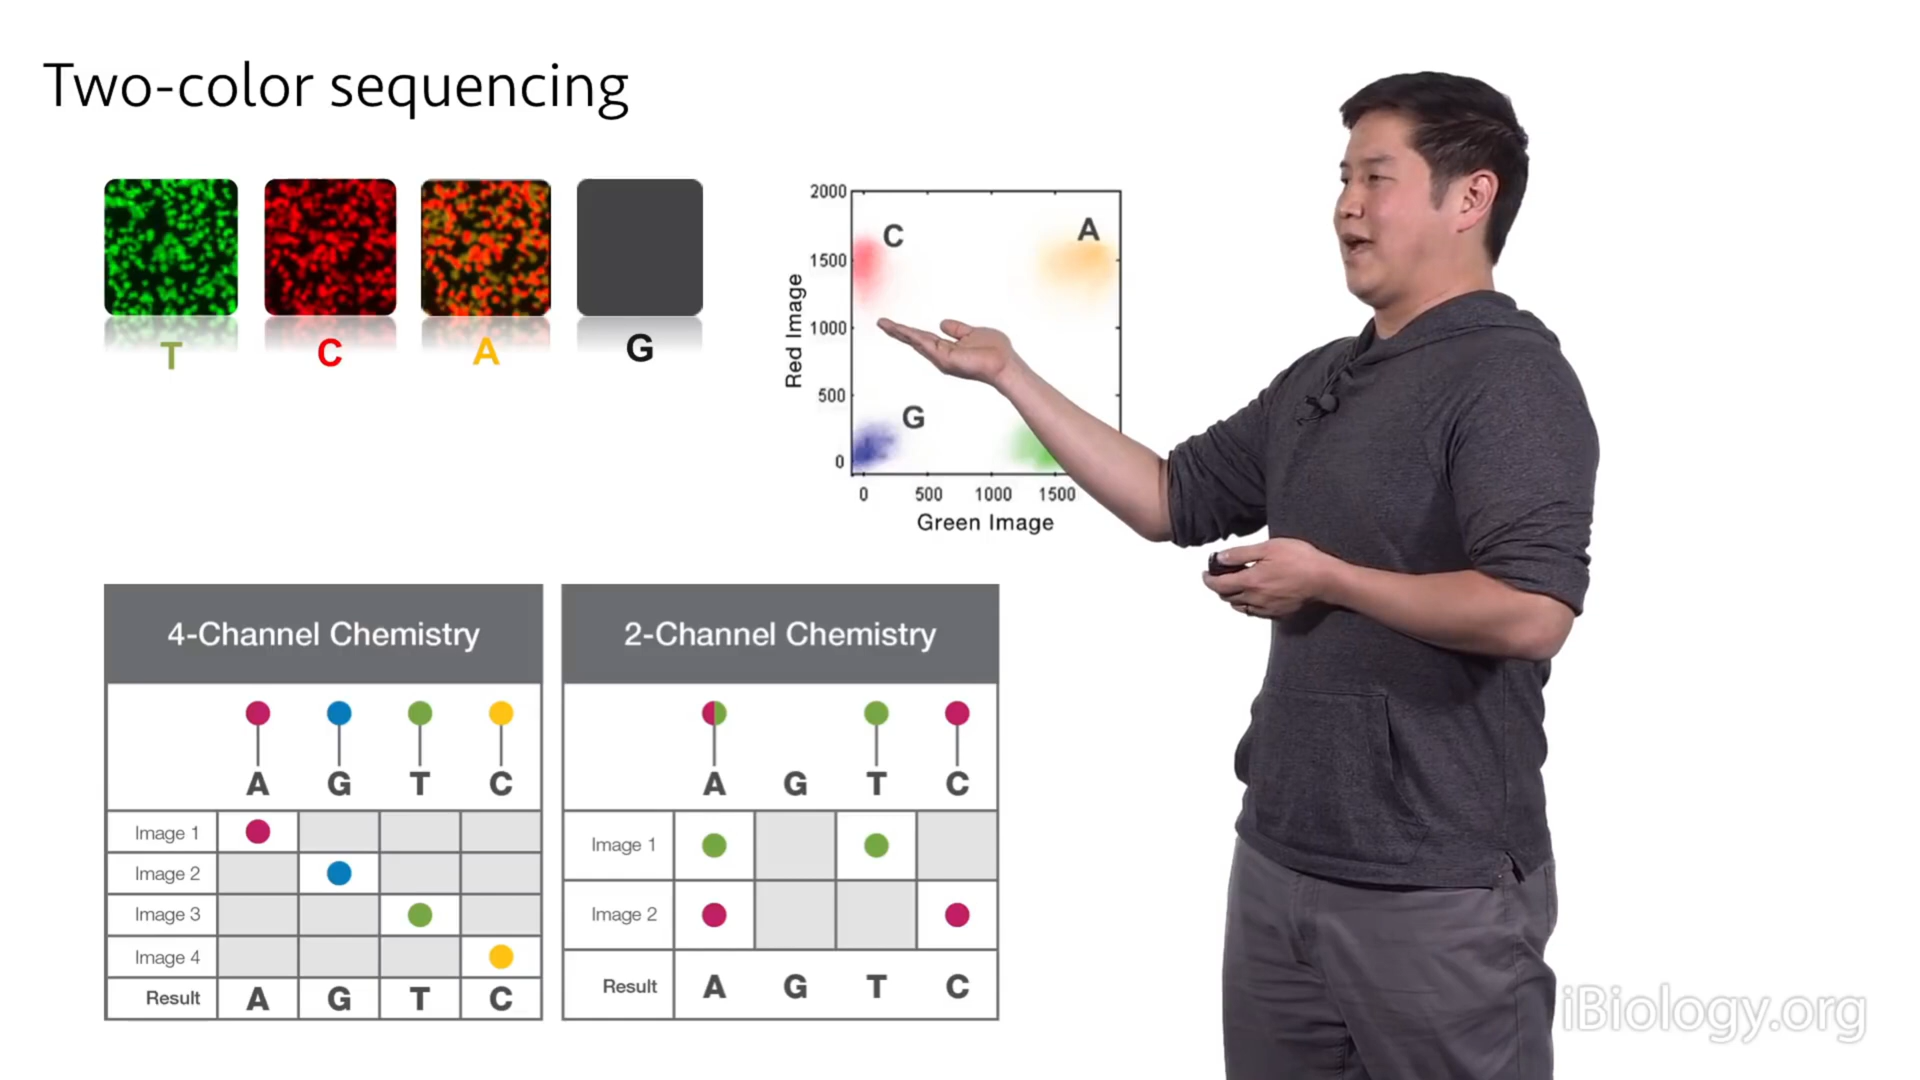 Two-color sequencing
T C A G
2000
1500
1000
500
0
Red Image
C
A
G
0 500 1000 1500
Green Image
4-Channel Chemistry
A G T C
Image 1
Image 2
Image 3
Image 4
Result A G T C
2-Channel Chemistry
A G T C
Image 1
Image 2
Result A G T C
iBiology.org